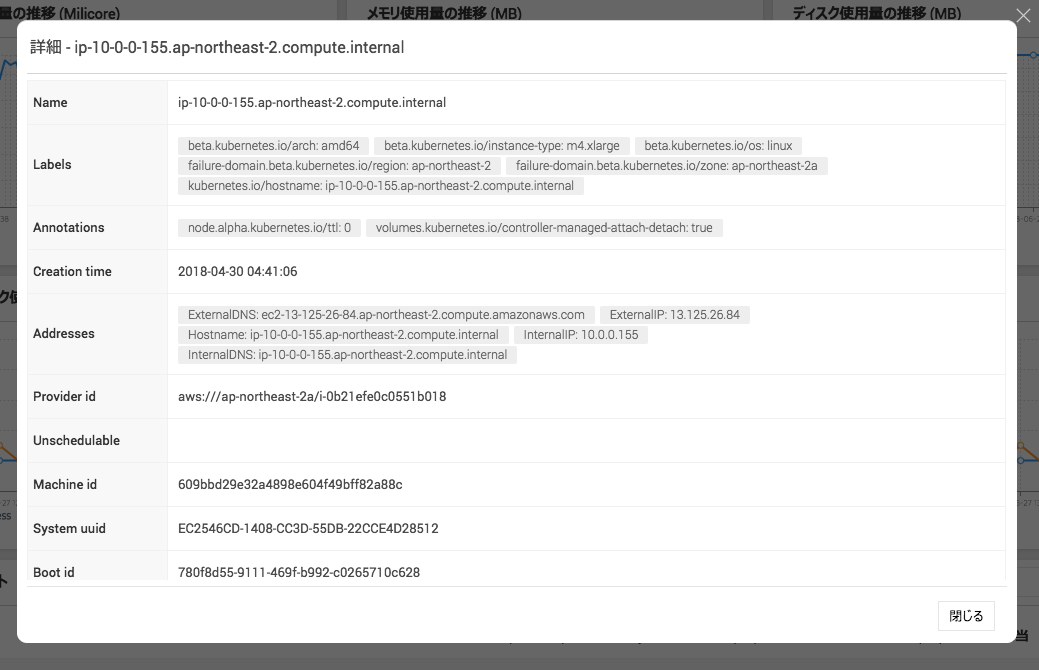 量の推移 (Milicore)
メモリ使用量の推移 (MB)
ディスク使用量の推移 (MB)
詳細 - ip-10-0-0-155.ap-northeast-2.compute.internal
Name
ip-10-0-0-155.ap-northeast-2.compute.internal
Labels
beta.kubernetes.io/arch: amd64 beta.kubernetes.io/instance-type: m4.xlarge beta.kubernetes.io/os: linux
failure-domain.beta.kubernetes.io/region: ap-northeast-2 failure-domain.beta.kubernetes.io/zone: ap-northeast-2a
kubernetes.io/hostname: ip-10-0-0-155.ap-northeast-2.compute.internal
Annotations
node.alpha.kubernetes.io/ttl: 0 volumes.kubernetes.io/controller-managed-attach-detach: true
Creation time
2018-04-30 04:41:06
Addresses
ExternalDNS: ec2-13-125-26-84.ap-northeast-2.compute.amazonaws.com ExternalIP: 13.125.26.84
Hostname: ip-10-0-0-155.ap-northeast-2.compute.internal InternalIP: 10.0.0.155
InternalDNS: ip-10-0-0-155.ap-northeast-2.compute.internal
Provider id
aws:///ap-northeast-2a/i-0b21efe0c0551b018
Unschedulable
Machine id
609bbd29e32a4898e604f49bff82a88c
System uuid
EC2546CD-1408-CC3D-55DB-22CCE4D28512
Boot id
780f8d55-9111-469f-b992-c0265710c628
閉じる